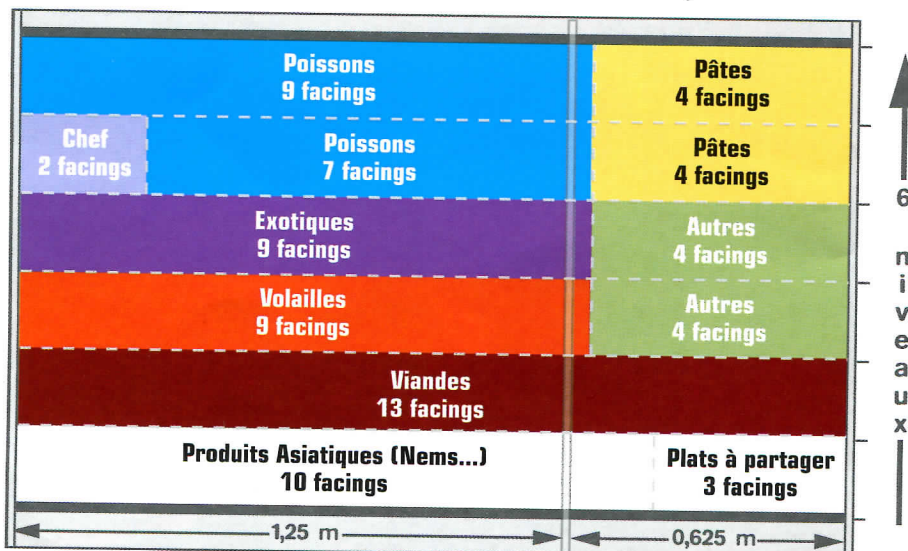 Poissons
9 facings
Pâtes
4 facings
Chef
2 facings
Poissons
7 facings
Pâtes
4 facings
Exotiques
9 facings
Autres
4 facings
Volailles
9 facings
Autres
4 facings
Viandes
13 facings
Produits Asiatiques (Nems...)
10 facings
Plats à partager
3 facings
1,25 m
0,625 m
6 niveaux